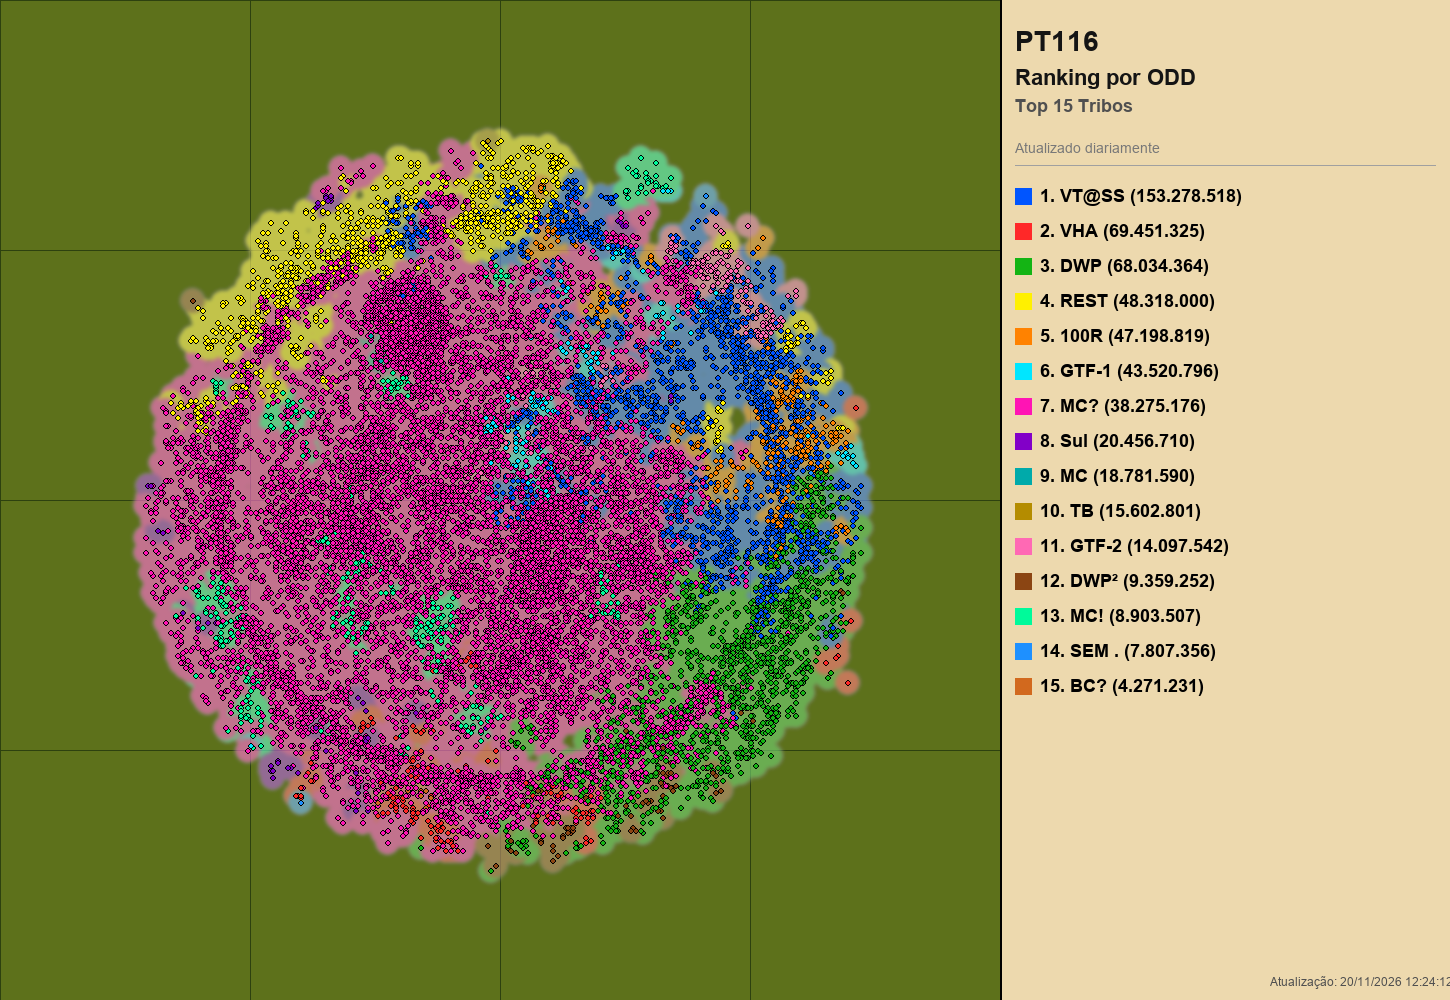 PT116
Ranking por ODD
Top 15 Tribos
Atualizado diariamente
1. VT@SS (153.278.518)
2. VHA (69.451.325)
3. DWP (68.034.364)
4. REST (48.318.000)
5. 100R (47.198.819)
6. GTF-1 (43.520.796)
7. MC? (38.275.176)
8. Sul (20.456.710)
9. MC (18.781.590)
10. TB (15.602.801)
11. GTF-2 (14.097.542)
12. DWP² (9.359.252)
13. MC! (8.903.507)
14. SEM . (7.807.356)
15. BC? (4.271.231)
Atualização: 20/11/2026 12:24:12